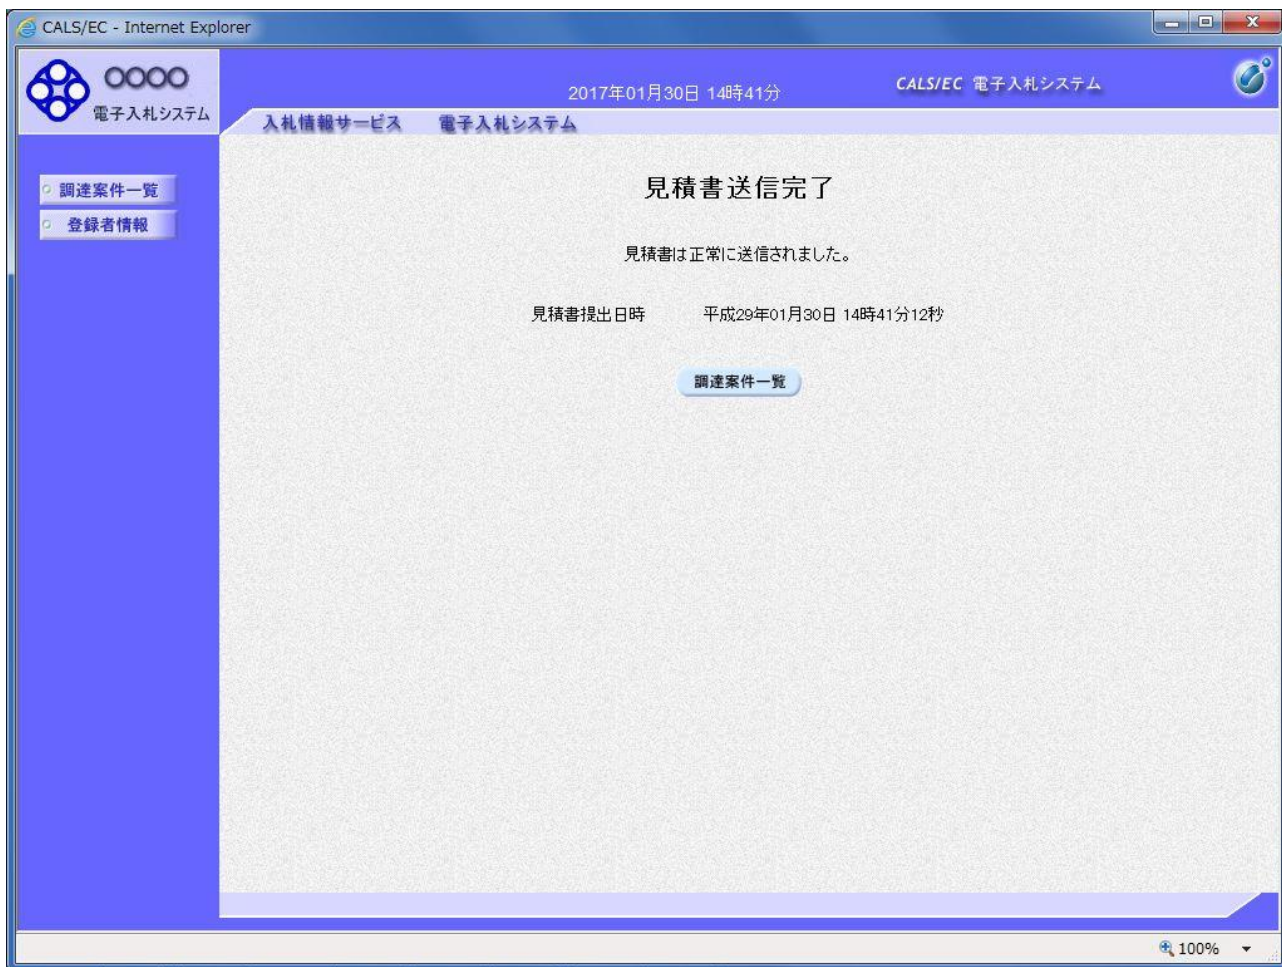 CALS/EC - Internet Explorer
○○○○
電子入札システム
2017年01月30日 14時41分
CALS/EC 電子入札システム
入札情報サービス 電子入札システム
調達案件一覧
登録者情報
見積書送信完了
見積書は正常に送信されました。
見積書提出日時 平成29年01月30日 14時41分12秒
調達案件一覧
100%